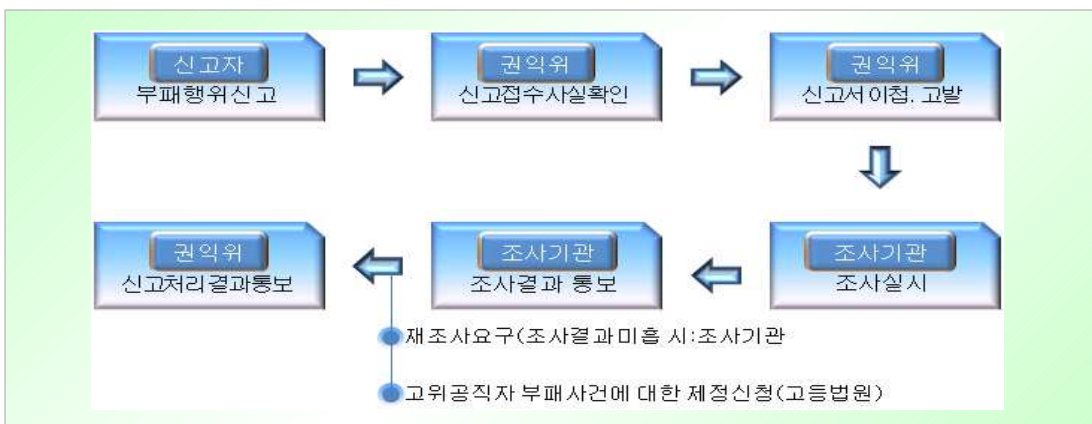 신고자
부패행위신고
권익위
신고접수사실확인
권익위
신고서이첩. 고발
조사기관
조사실시
조사기관
조사결과 통보
권익위
신고처리결과통보
재조사요구(조사결과미흡 시:조사기관
고위공직자 부패사건에 대한 제정신청(고등법원)